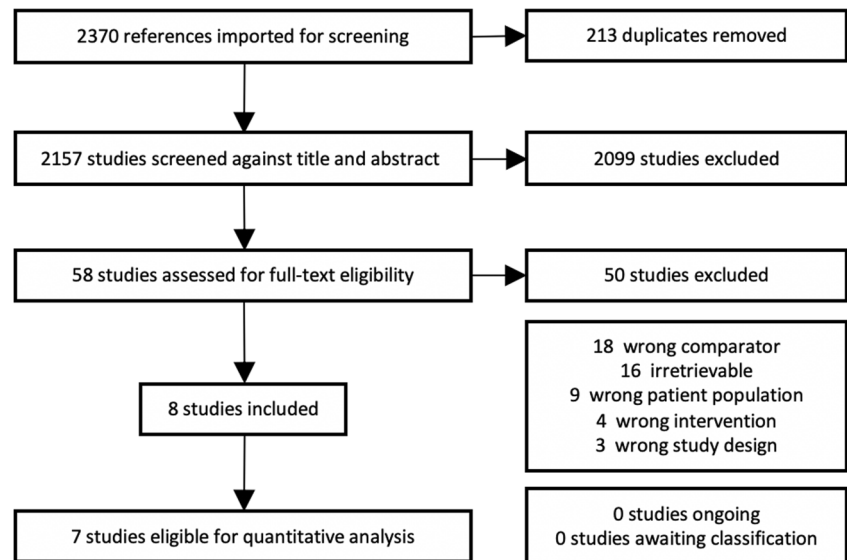 2370 references imported for screening
213 duplicates removed
2157 studies screened against title and abstract
2099 studies excluded
58 studies assessed for full-text eligibility
50 studies excluded
18 wrong comparator
16 irretrievable
9 wrong patient population
4 wrong intervention
3 wrong study design
8 studies included
7 studies eligible for quantitative analysis
0 studies ongoing
0 studies awaiting classification